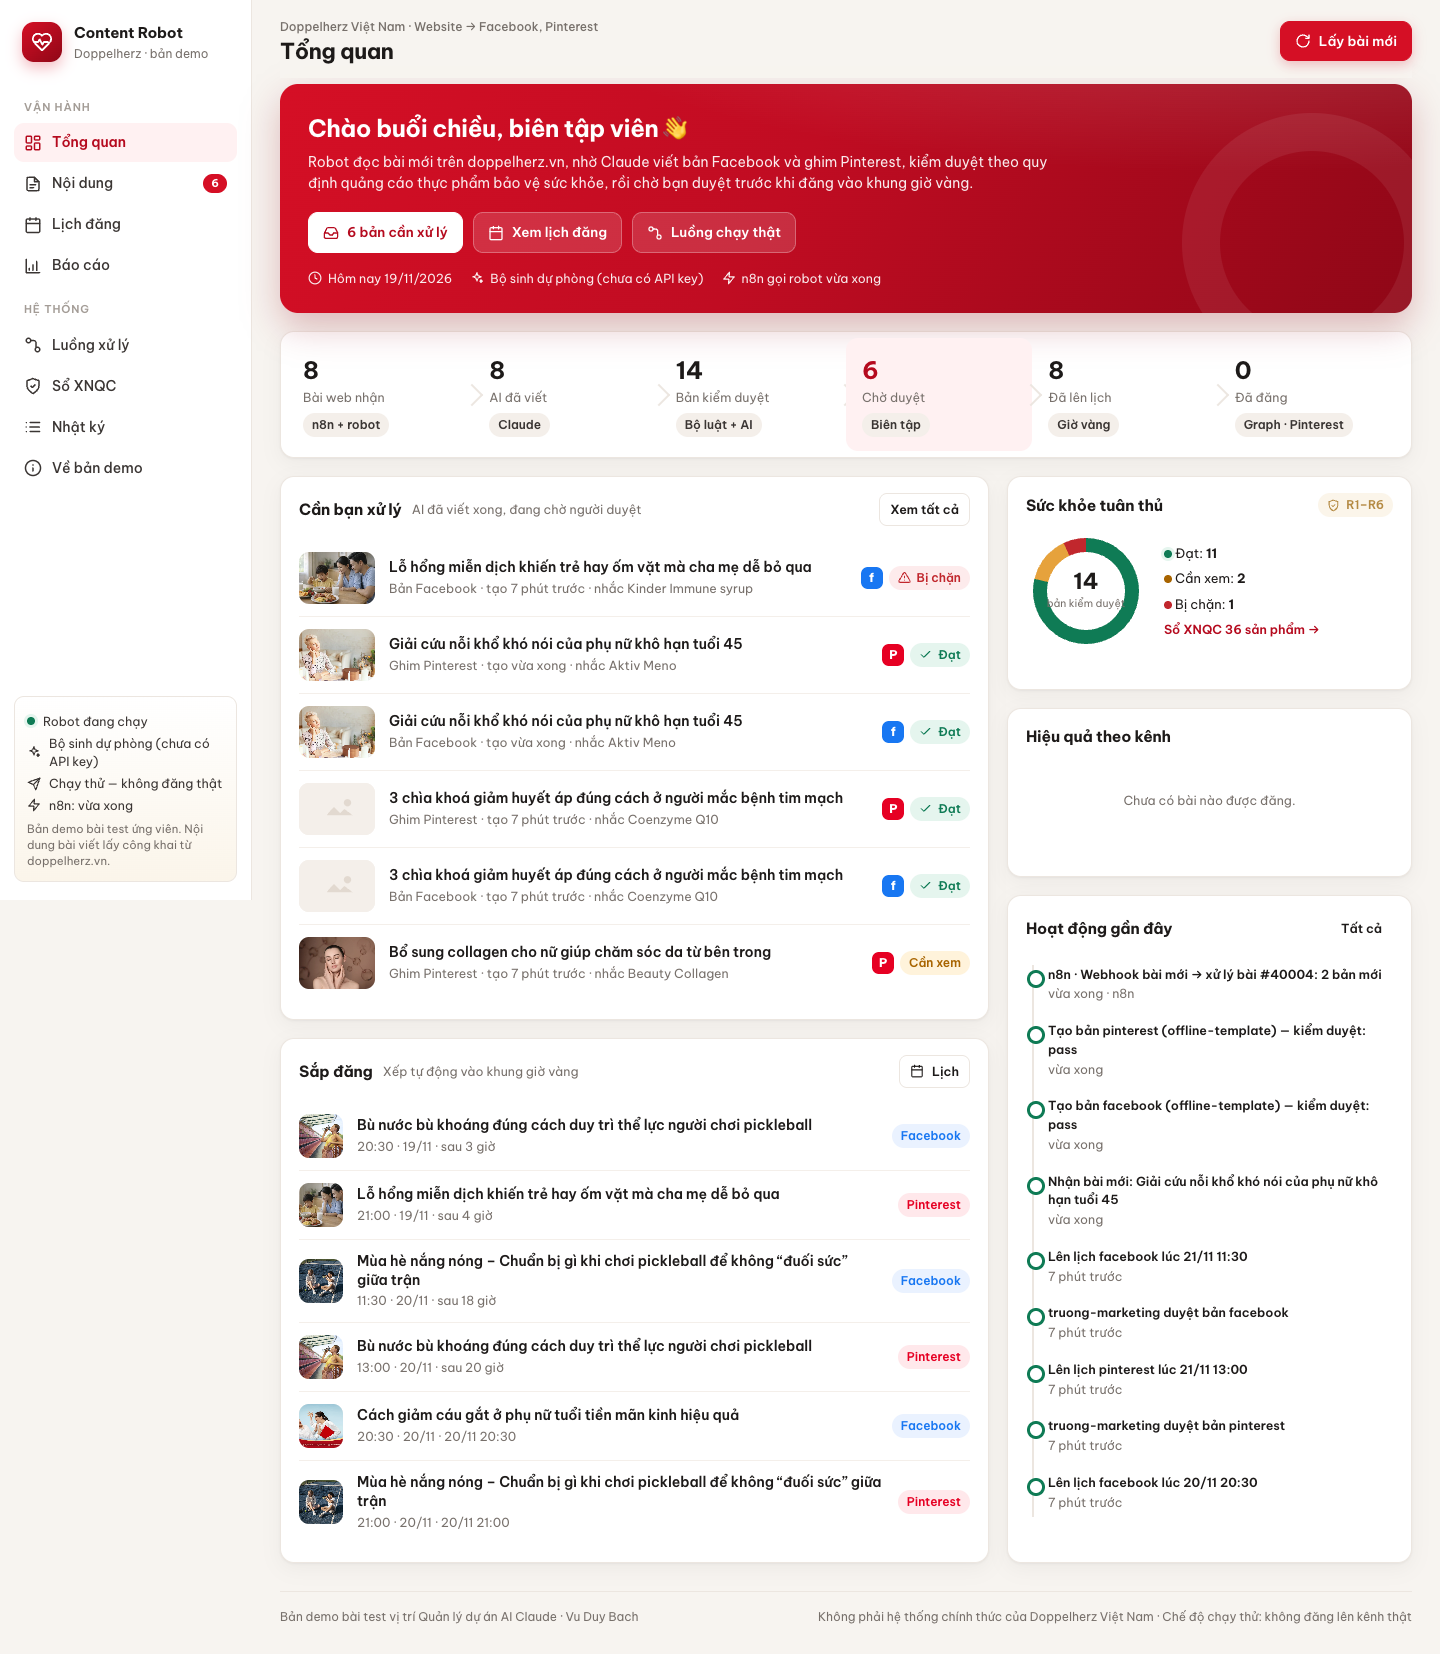 Content Robot
Doppelherz · bản demo
VẬN HÀNH
Tổng quan
Nội dung
6
Lịch đăng
Báo cáo
HỆ THỐNG
Luồng xử lý
Sổ XNQC
Nhật ký
Về bản demo
Robot đang chạy
Bộ sinh dự phòng (chưa có
API key)
Chạy thử — không đăng thật
n8n: vừa xong
Bản demo bài test ứng viên. Nội
dung bài viết lấy công khai từ
doppelherz.vn.
Doppelherz Việt Nam · Website → Facebook, Pinterest
Tổng quan
Lấy bài mới
Chào buổi chiều, biên tập viên 👋
Robot đọc bài mới trên doppelherz.vn, nhờ Claude viết bản Facebook và ghim Pinterest, kiểm duyệt theo quy
định quảng cáo thực phẩm bảo vệ sức khỏe, rồi chờ bạn duyệt trước khi đăng vào khung giờ vàng.
6 bản cần xử lý
Xem lịch đăng
Luồng chạy thật
Hôm nay 19/11/2026
Bộ sinh dự phòng (chưa có API key)
n8n gọi robot vừa xong
8
Bài web nhận
n8n + robot
8
AI đã viết
Claude
14
Bản kiểm duyệt
Bộ luật + AI
6
Chờ duyệt
Biên tập
8
Đã lên lịch
Giờ vàng
0
Đã đăng
Graph · Pinterest
Cần bạn xử lý
AI đã viết xong, đang chờ người duyệt
Xem tất cả
Lỗ hổng miễn dịch khiến trẻ hay ốm vặt mà cha mẹ dễ bỏ qua
Bản Facebook · tạo 7 phút trước · nhắc Kinder Immune syrup
f
Bị chặn
Giải cứu nỗi khổ khó nói của phụ nữ khô hạn tuổi 45
Ghim Pinterest · tạo vừa xong · nhắc Aktiv Meno
P
Đạt
Giải cứu nỗi khổ khó nói của phụ nữ khô hạn tuổi 45
Bản Facebook · tạo vừa xong · nhắc Aktiv Meno
f
Đạt
3 chìa khoá giảm huyết áp đúng cách ở người mắc bệnh tim mạch
Ghim Pinterest · tạo 7 phút trước · nhắc Coenzyme Q10
P
Đạt
3 chìa khoá giảm huyết áp đúng cách ở người mắc bệnh tim mạch
Bản Facebook · tạo 7 phút trước · nhắc Coenzyme Q10
f
Đạt
Bổ sung collagen cho nữ giúp chăm sóc da từ bên trong
Ghim Pinterest · tạo 7 phút trước · nhắc Beauty Collagen
P
Cần xem
Sắp đăng
Xếp tự động vào khung giờ vàng
Lịch
Bù nước bù khoáng đúng cách duy trì thể lực người chơi pickleball
20:30 · 19/11 · sau 3 giờ
Facebook
Lỗ hổng miễn dịch khiến trẻ hay ốm vặt mà cha mẹ dễ bỏ qua
21:00 · 19/11 · sau 4 giờ
Pinterest
Mùa hè nắng nóng – Chuẩn bị gì khi chơi pickleball để không “đuối sức”
giữa trận
11:30 · 20/11 · sau 18 giờ
Facebook
Bù nước bù khoáng đúng cách duy trì thể lực người chơi pickleball
13:00 · 20/11 · sau 20 giờ
Pinterest
Cách giảm cáu gắt ở phụ nữ tuổi tiền mãn kinh hiệu quả
20:30 · 20/11 · 20/11 20:30
Facebook
Mùa hè nắng nóng – Chuẩn bị gì khi chơi pickleball để không “đuối sức” giữa
trận
21:00 · 20/11 · 20/11 21:00
Pinterest
Sức khỏe tuân thủ
R1–R6
14
bản kiểm duyệt
Đạt: 11
Cần xem: 2
Bị chặn: 1
Sổ XNQC 36 sản phẩm →
Hiệu quả theo kênh
Chưa có bài nào được đăng.
Hoạt động gần đây
Tất cả
n8n · Webhook bài mới → xử lý bài #40004: 2 bản mới
vừa xong · n8n
Tạo bản pinterest (offline-template) — kiểm duyệt:
pass
vừa xong
Tạo bản facebook (offline-template) — kiểm duyệt:
pass
vừa xong
Nhận bài mới: Giải cứu nỗi khổ khó nói của phụ nữ khô
hạn tuổi 45
vừa xong
Lên lịch facebook lúc 21/11 11:30
7 phút trước
truong-marketing duyệt bản facebook
7 phút trước
Lên lịch pinterest lúc 21/11 13:00
7 phút trước
truong-marketing duyệt bản pinterest
7 phút trước
Lên lịch facebook lúc 20/11 20:30
7 phút trước
Bản demo bài test vị trí Quản lý dự án AI Claude · Vu Duy Bach
Không phải hệ thống chính thức của Doppelherz Việt Nam · Chế độ chạy thử: không đăng lên kênh thật